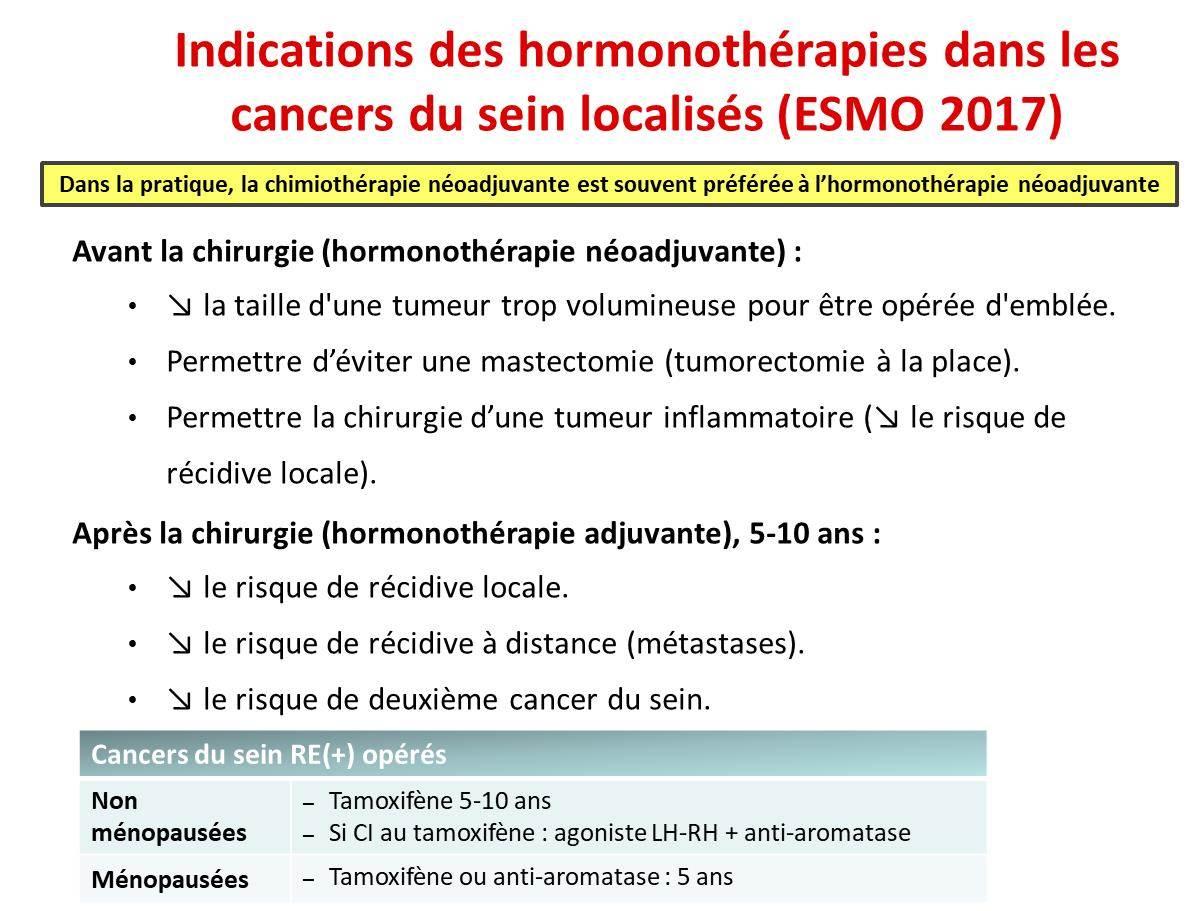 Indications des hormonothérapies dans les
cancers du sein localisés (ESMO 2017)
Dans la pratique, la chimiothérapie néoadjuvante est souvent préférée à l’hormonothérapie néoadjuvante
Avant la chirurgie (hormonothérapie néoadjuvante) :
• ↘ la taille d'une tumeur trop volumineuse pour être opérée d'emblée.
• Permettre d’éviter une mastectomie (tumorectomie à la place).
• Permettre la chirurgie d’une tumeur inflammatoire (↘ le risque de
récidive locale).
Après la chirurgie (hormonothérapie adjuvante), 5-10 ans :
• ↘ le risque de récidive locale.
• ↘ le risque de récidive à distance (métastases).
• ↘ le risque de deuxième cancer du sein.
Cancers du sein RE(+) opérés
Non
ménopausées
– Tamoxifène 5-10 ans
– Si CI au tamoxifène : agoniste LH-RH + anti-aromatase
Ménopausées
– Tamoxifène ou anti-aromatase : 5 ans